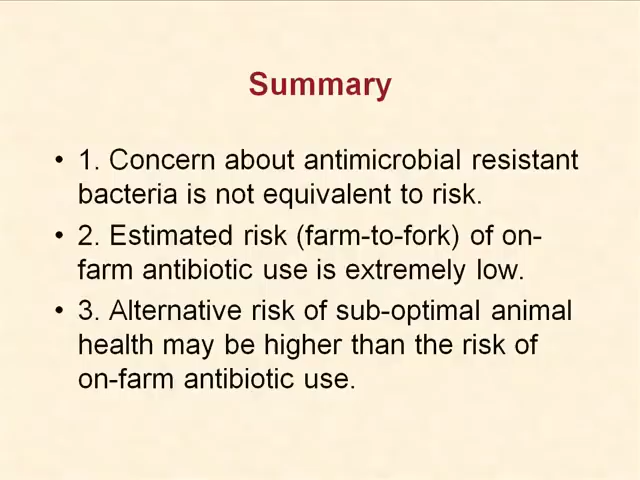 Summary
• 1. Concern about antimicrobial resistant
bacteria is not equivalent to risk.
• 2. Estimated risk (farm-to-fork) of on-
farm antibiotic use is extremely low.
• 3. Alternative risk of sub-optimal animal
health may be higher than the risk of
on-farm antibiotic use.